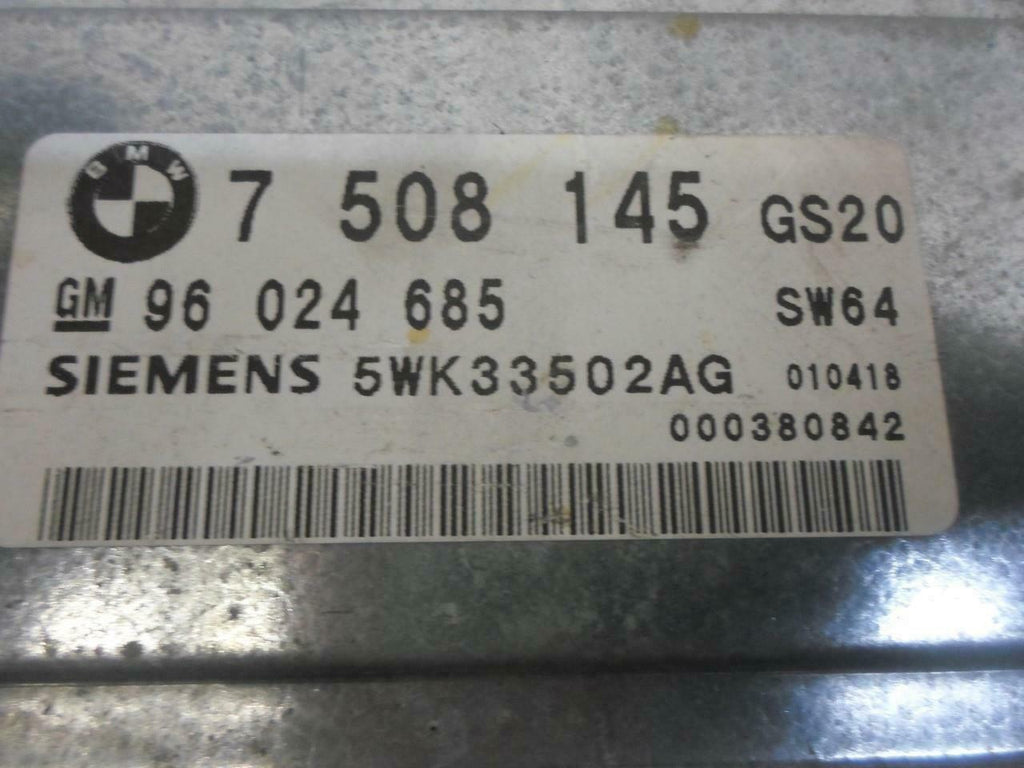 BMW 7 508 145 GS20
GM 96 024 685 SW64
SIEMENS 5WK33502AG 010418
000380842